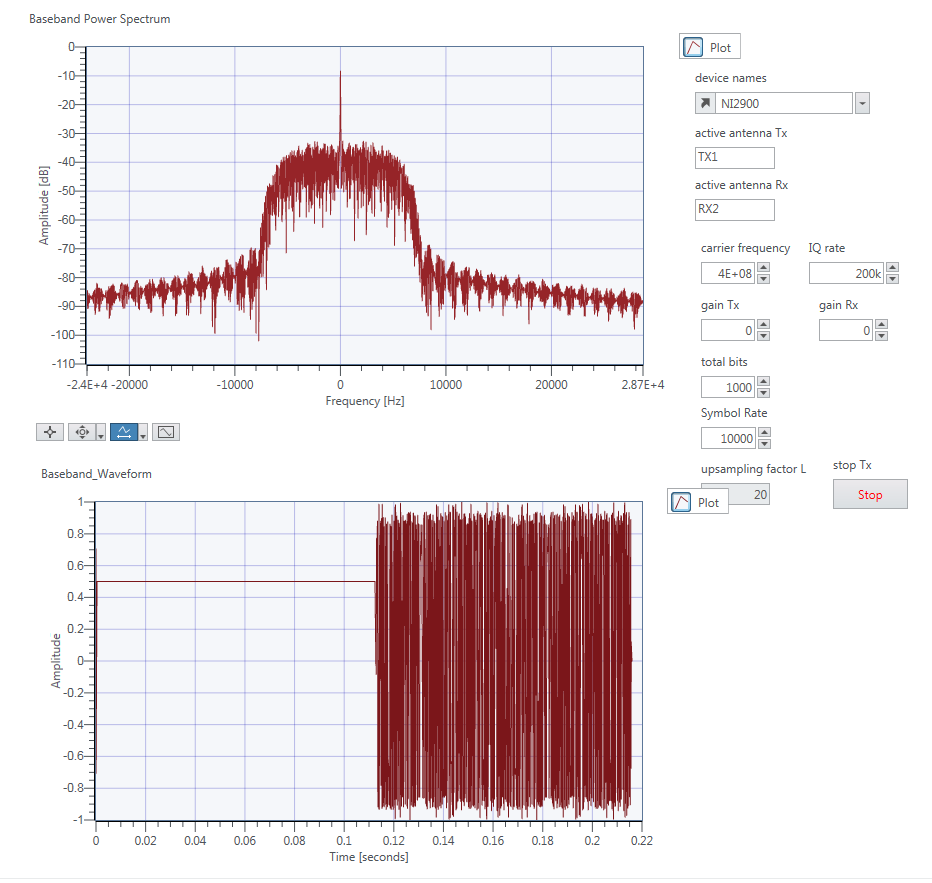 Baseband Power Spectrum
Plot
device names
NI2900
active antenna Tx
TX1
active antenna Rx
RX2
carrier frequency IQ rate
4E+08 200k
gain Tx gain Rx
0 0
total bits
1000
Symbol Rate
10000
upsampling factor L
20
stop Tx
Stop
Plot
0
-10
-20
-30
-40
-50
-60
-70
-80
-90
-100
-110
Amplitude [dB]
-2.4E+4 -20000 -10000 0 10000 20000 2.87E+4
Frequency [Hz]
Baseband_Waveform
1
0.8
0.6
0.4
0.2
0
-0.2
-0.4
-0.6
-0.8
-1
Amplitude
0 0.02 0.04 0.06 0.08 0.1 0.12 0.14 0.16 0.18 0.2 0.22
Time [seconds]